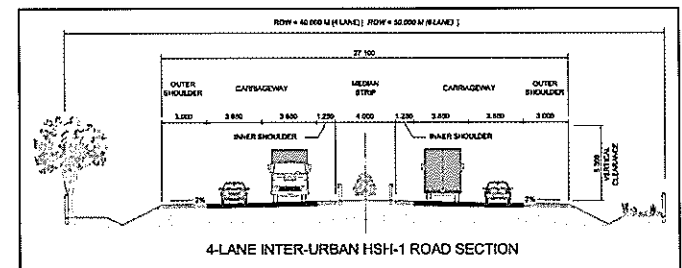 ROW = 40.000 M (4 LANE) | ROW = 50.000 M (6 LANE)
27.100
OUTER SHOULDER CARRIAGEWAY MEDIAN STRIP CARRIAGEWAY OUTER SHOULDER
3.000 3.650 3.650 1.250 4.000 1.250 3.650 3.650 3.000
INNER SHOULDER INNER SHOULDER
VERTICAL
CLEARANCE
2% 2%
4-LANE INTER-URBAN HSH-1 ROAD SECTION